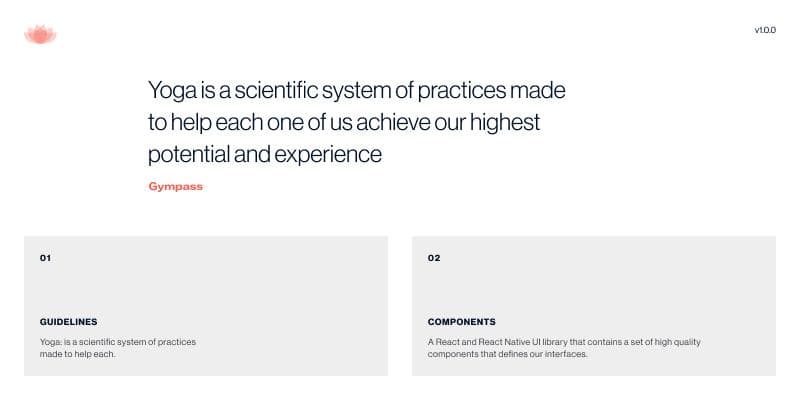 v1.0.0
Yoga is a scientific system of practices made
to help each one of us achieve our highest
potential and experience
Gympass
01
GUIDELINES
Yoga: is a scientific system of practices
made to help each.
02
COMPONENTS
A React and React Native UI library that contains a set of high quality
components that defines our interfaces.